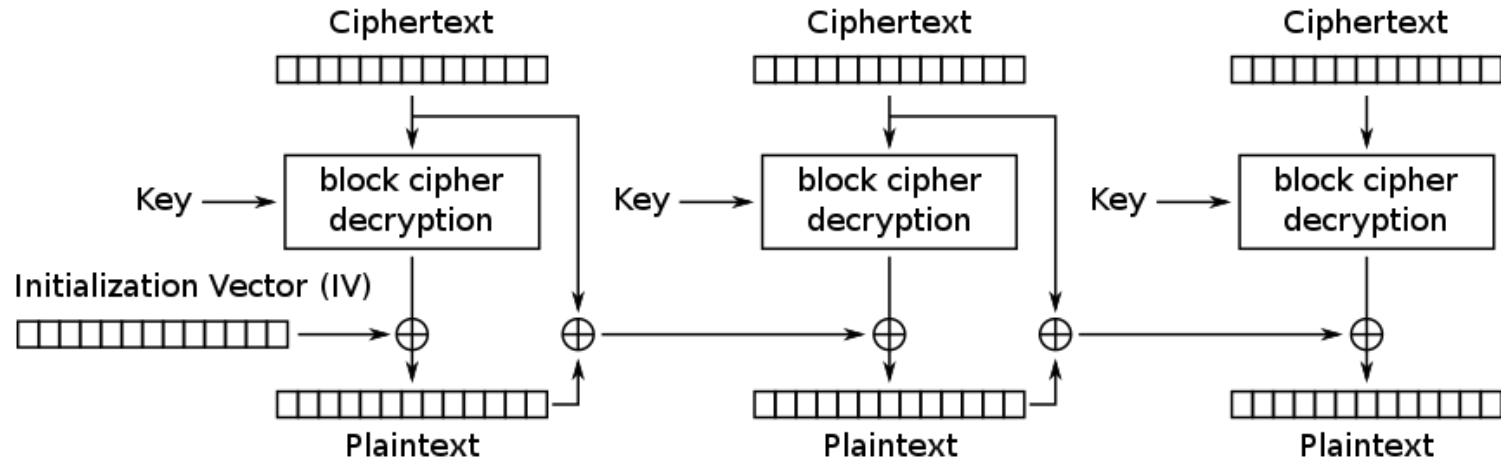 Ciphertext
Ciphertext
Ciphertext
Key
block cipher
decryption
Key
block cipher
decryption
Key
block cipher
decryption
Initialization Vector (IV)
Plaintext
Plaintext
Plaintext